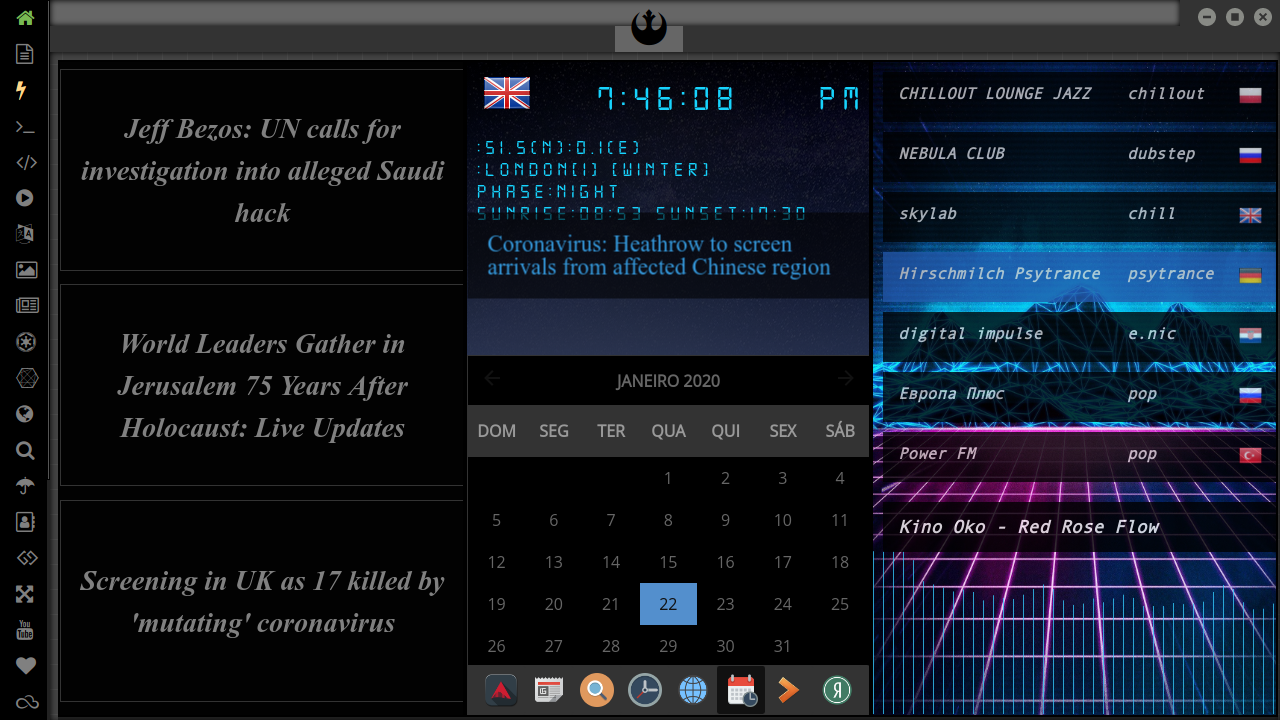 Jeff Bezos: UN calls for
investigation into alleged Saudi
hack
World Leaders Gather in
Jerusalem 75 Years After
Holocaust: Live Updates
Screening in UK as 17 killed by
'mutating' coronavirus
7:46:08 PM
:51.5(N):0.1(E)
:LONDON[1] [WINTER]
PHASE:NIGHT
SUNRISE:08:53 SUNSET:17:30
Coronavirus: Heathrow to screen
arrivals from affected Chinese region
JANEIRO 2020
DOM SEG TER QUA QUI SEX SÁB
1 2 3 4
5 6 7 8 9 10 11
12 13 14 15 16 17 18
19 20 21 22 23 24 25
26 27 28 29 30 31
CHILLOUT LOUNGE JAZZ chillout
NEBULA CLUB dubstep
skylab chill
Hirschmilch Psytrance psytrance
digital impulse e.nic
Европа Плюс pop
Power FM pop
Kino Oko - Red Rose Flow
You
Tube
Я